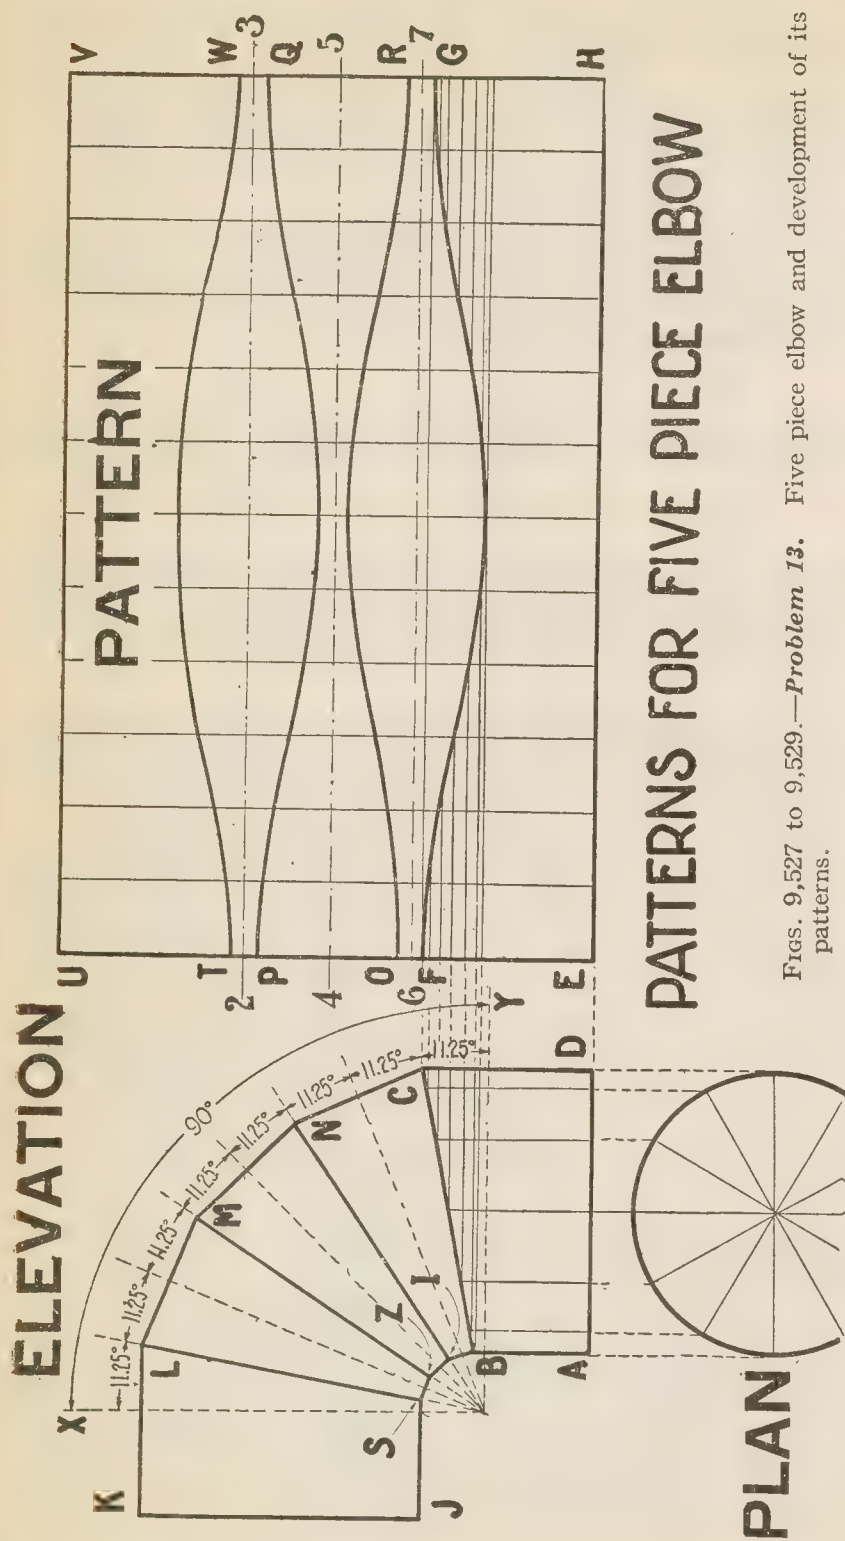 ELEVATION
X
90°
Y
11.25°
11.25°
11.25°
11.25°
11.25°
11.25°
11.25°
11.25°
K
L
M
N
C
D
J
S
Z
I
B
A
PLAN
PATTERN
U
T
2
P
4
O
6
F
E
V
W
3
Q
5
R
7
G
H
PATTERNS FOR FIVE PIECE ELBOW
FIGS. 9,527 to 9,529.—Problem 13. Five piece elbow and development of its
patterns.